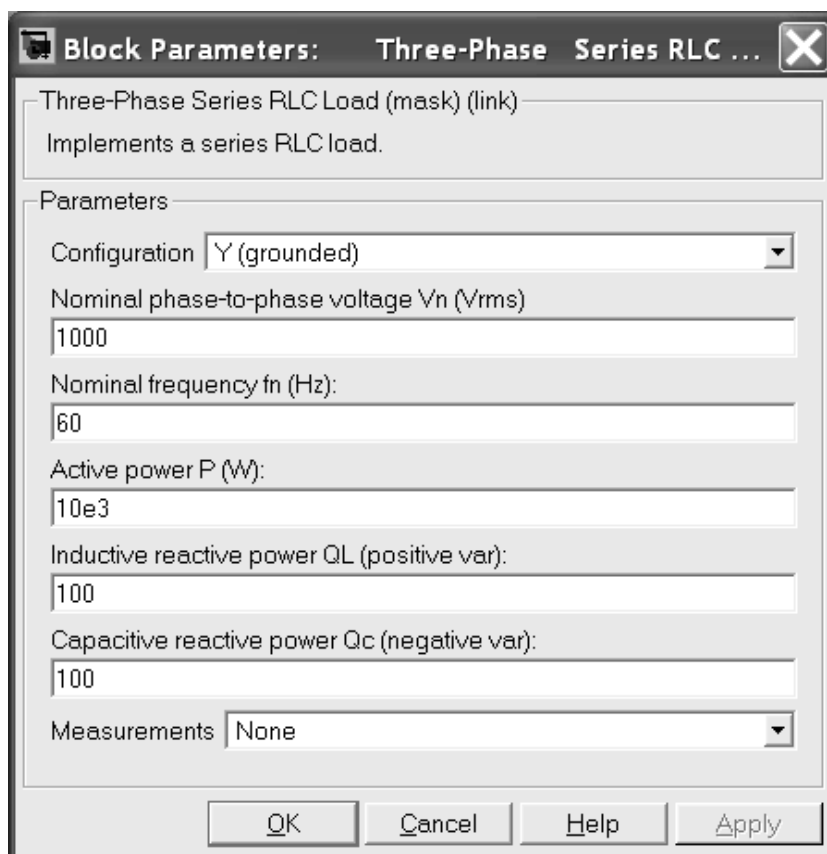 Block Parameters: Three-Phase Series RLC ...
Three-Phase Series RLC Load (mask) (link)
Implements a series RLC load.
Parameters
Configuration Y (grounded)
Nominal phase-to-phase voltage Vn (Vrms)
1000
Nominal frequency fn (Hz):
60
Active power P (W):
10e3
Inductive reactive power QL (positive var):
100
Capacitive reactive power Qc (negative var):
100
Measurements None
OK Cancel Help Apply